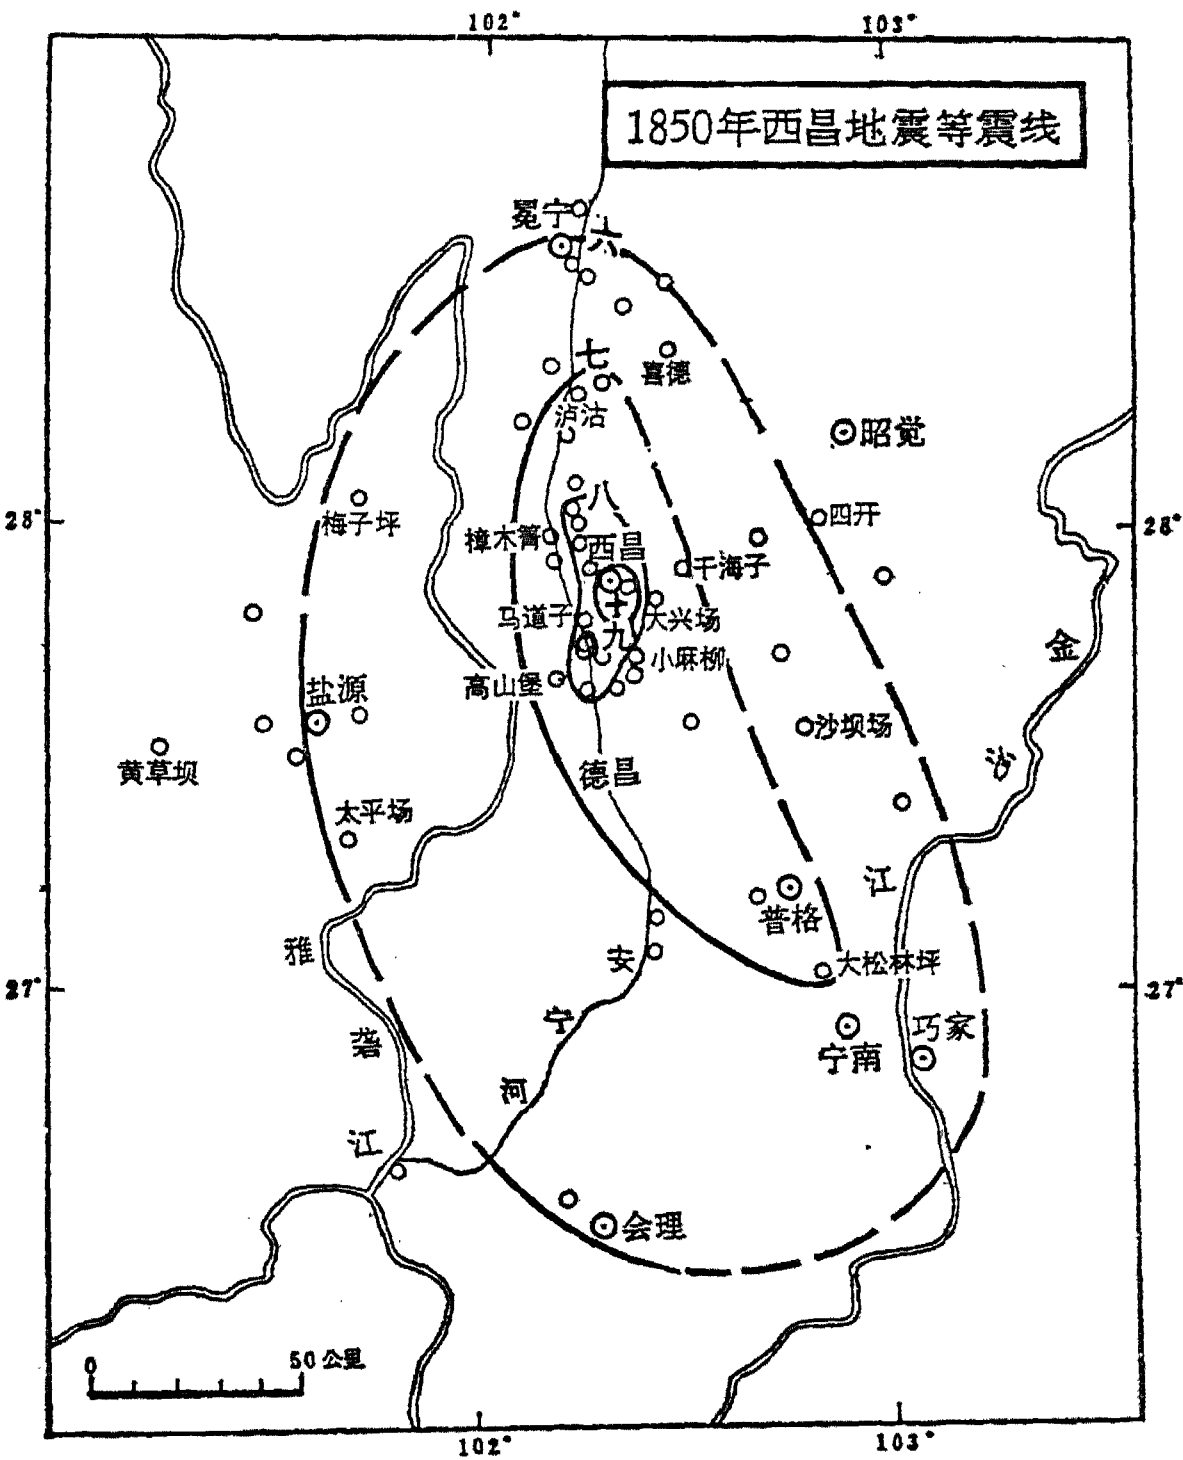 102°
103°
1850年西昌地震等震线
冕宁
六
七
喜德
泸沽
昭觉
28°
梅子坪
八
四开
28°
樟木箐
西昌
干海子
十
马道子
九
大兴场
金
小麻柳
高山堡
盐源
沙坝场
沙
黄草坝
德昌
太平场
江
普格
雅
安
大松林坪
27°
27°
宁
巧家
砻
宁南
河
江
会理
0
50公里
102°
103°